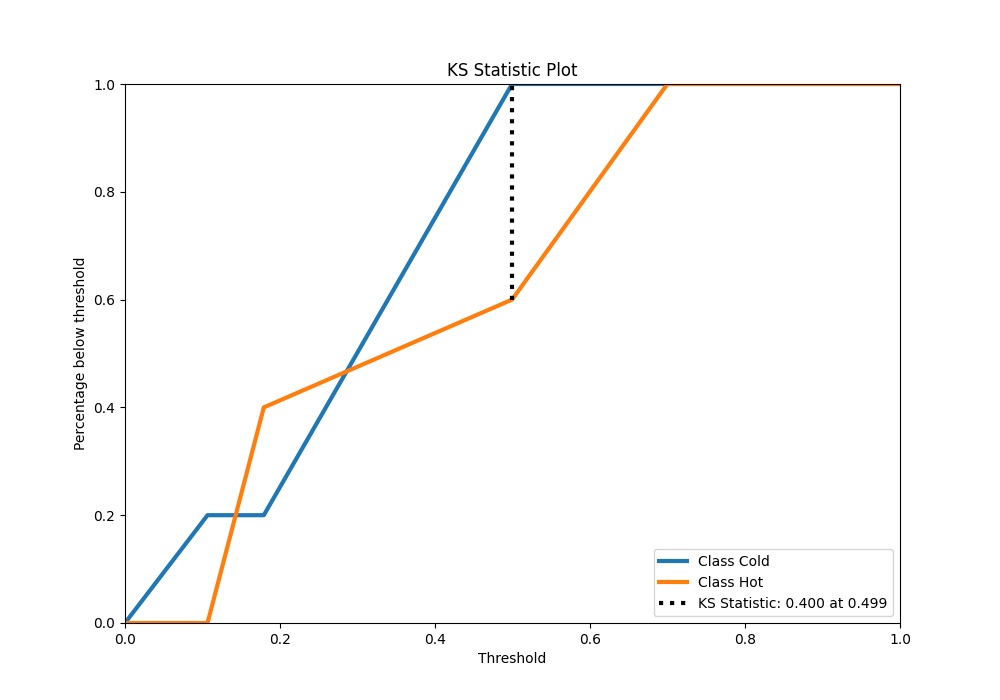 KS Statistic Plot
1.0
0.8
0.6
0.4
0.2
0.0
Percentage below threshold
0.0 0.2 0.4 0.6 0.8 1.0
Threshold
Class Cold
Class Hot
KS Statistic: 0.400 at 0.499